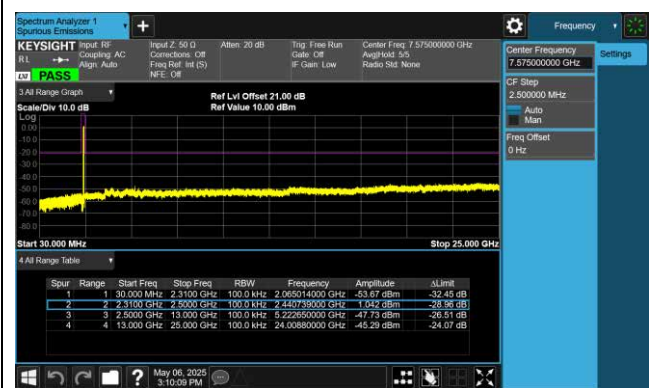 Spectrum Analyzer 1
Spurious Emissions
Frequency
KEYSIGHT
RL
PASS
Input: RF
Coupling: AC
Align: Auto
Input Z: 50 Ω
Corrections: Off
Freq Ref: Int (S)
NFE: Off
Atten: 20 dB
Trig: Free Run
Gate: Off
IF Gain: Low
Center Freq: 7.575000000 GHz
Avg|Hold: 5/5
Radio Std: None
Center Frequency
7.575000000 GHz
Settings
CF Step
2.500000 MHz
Auto
Man
Freq Offset
0 Hz
3 All Range Graph
Scale/Div 10.0 dB
Ref Lvl Offset 21.00 dB
Ref Value 10.00 dBm
Log
0.00
-10.0
-20.0
-30.0
-40.0
-50.0
-60.0
-70.0
-80.0
Start 30.000 MHz
Stop 25.000 GHz
4 All Range Table
Spur Range Start Freq Stop Freq RBW Frequency Amplitude ΔLimit
1 1 30.000 MHz 2.3100 GHz 100.0 kHz 2.065014000 GHz -53.67 dBm -32.45 dB
2 2 2.3100 GHz 2.5000 GHz 100.0 kHz 2.440739000 GHz 1.042 dBm -28.96 dB
3 3 2.5000 GHz 13.000 GHz 100.0 kHz 5.222650000 GHz -47.73 dBm -26.51 dB
4 4 13.000 GHz 25.000 GHz 100.0 kHz 24.00880000 GHz -45.29 dBm -24.07 dB
May 06, 2025
3:10:09 PM